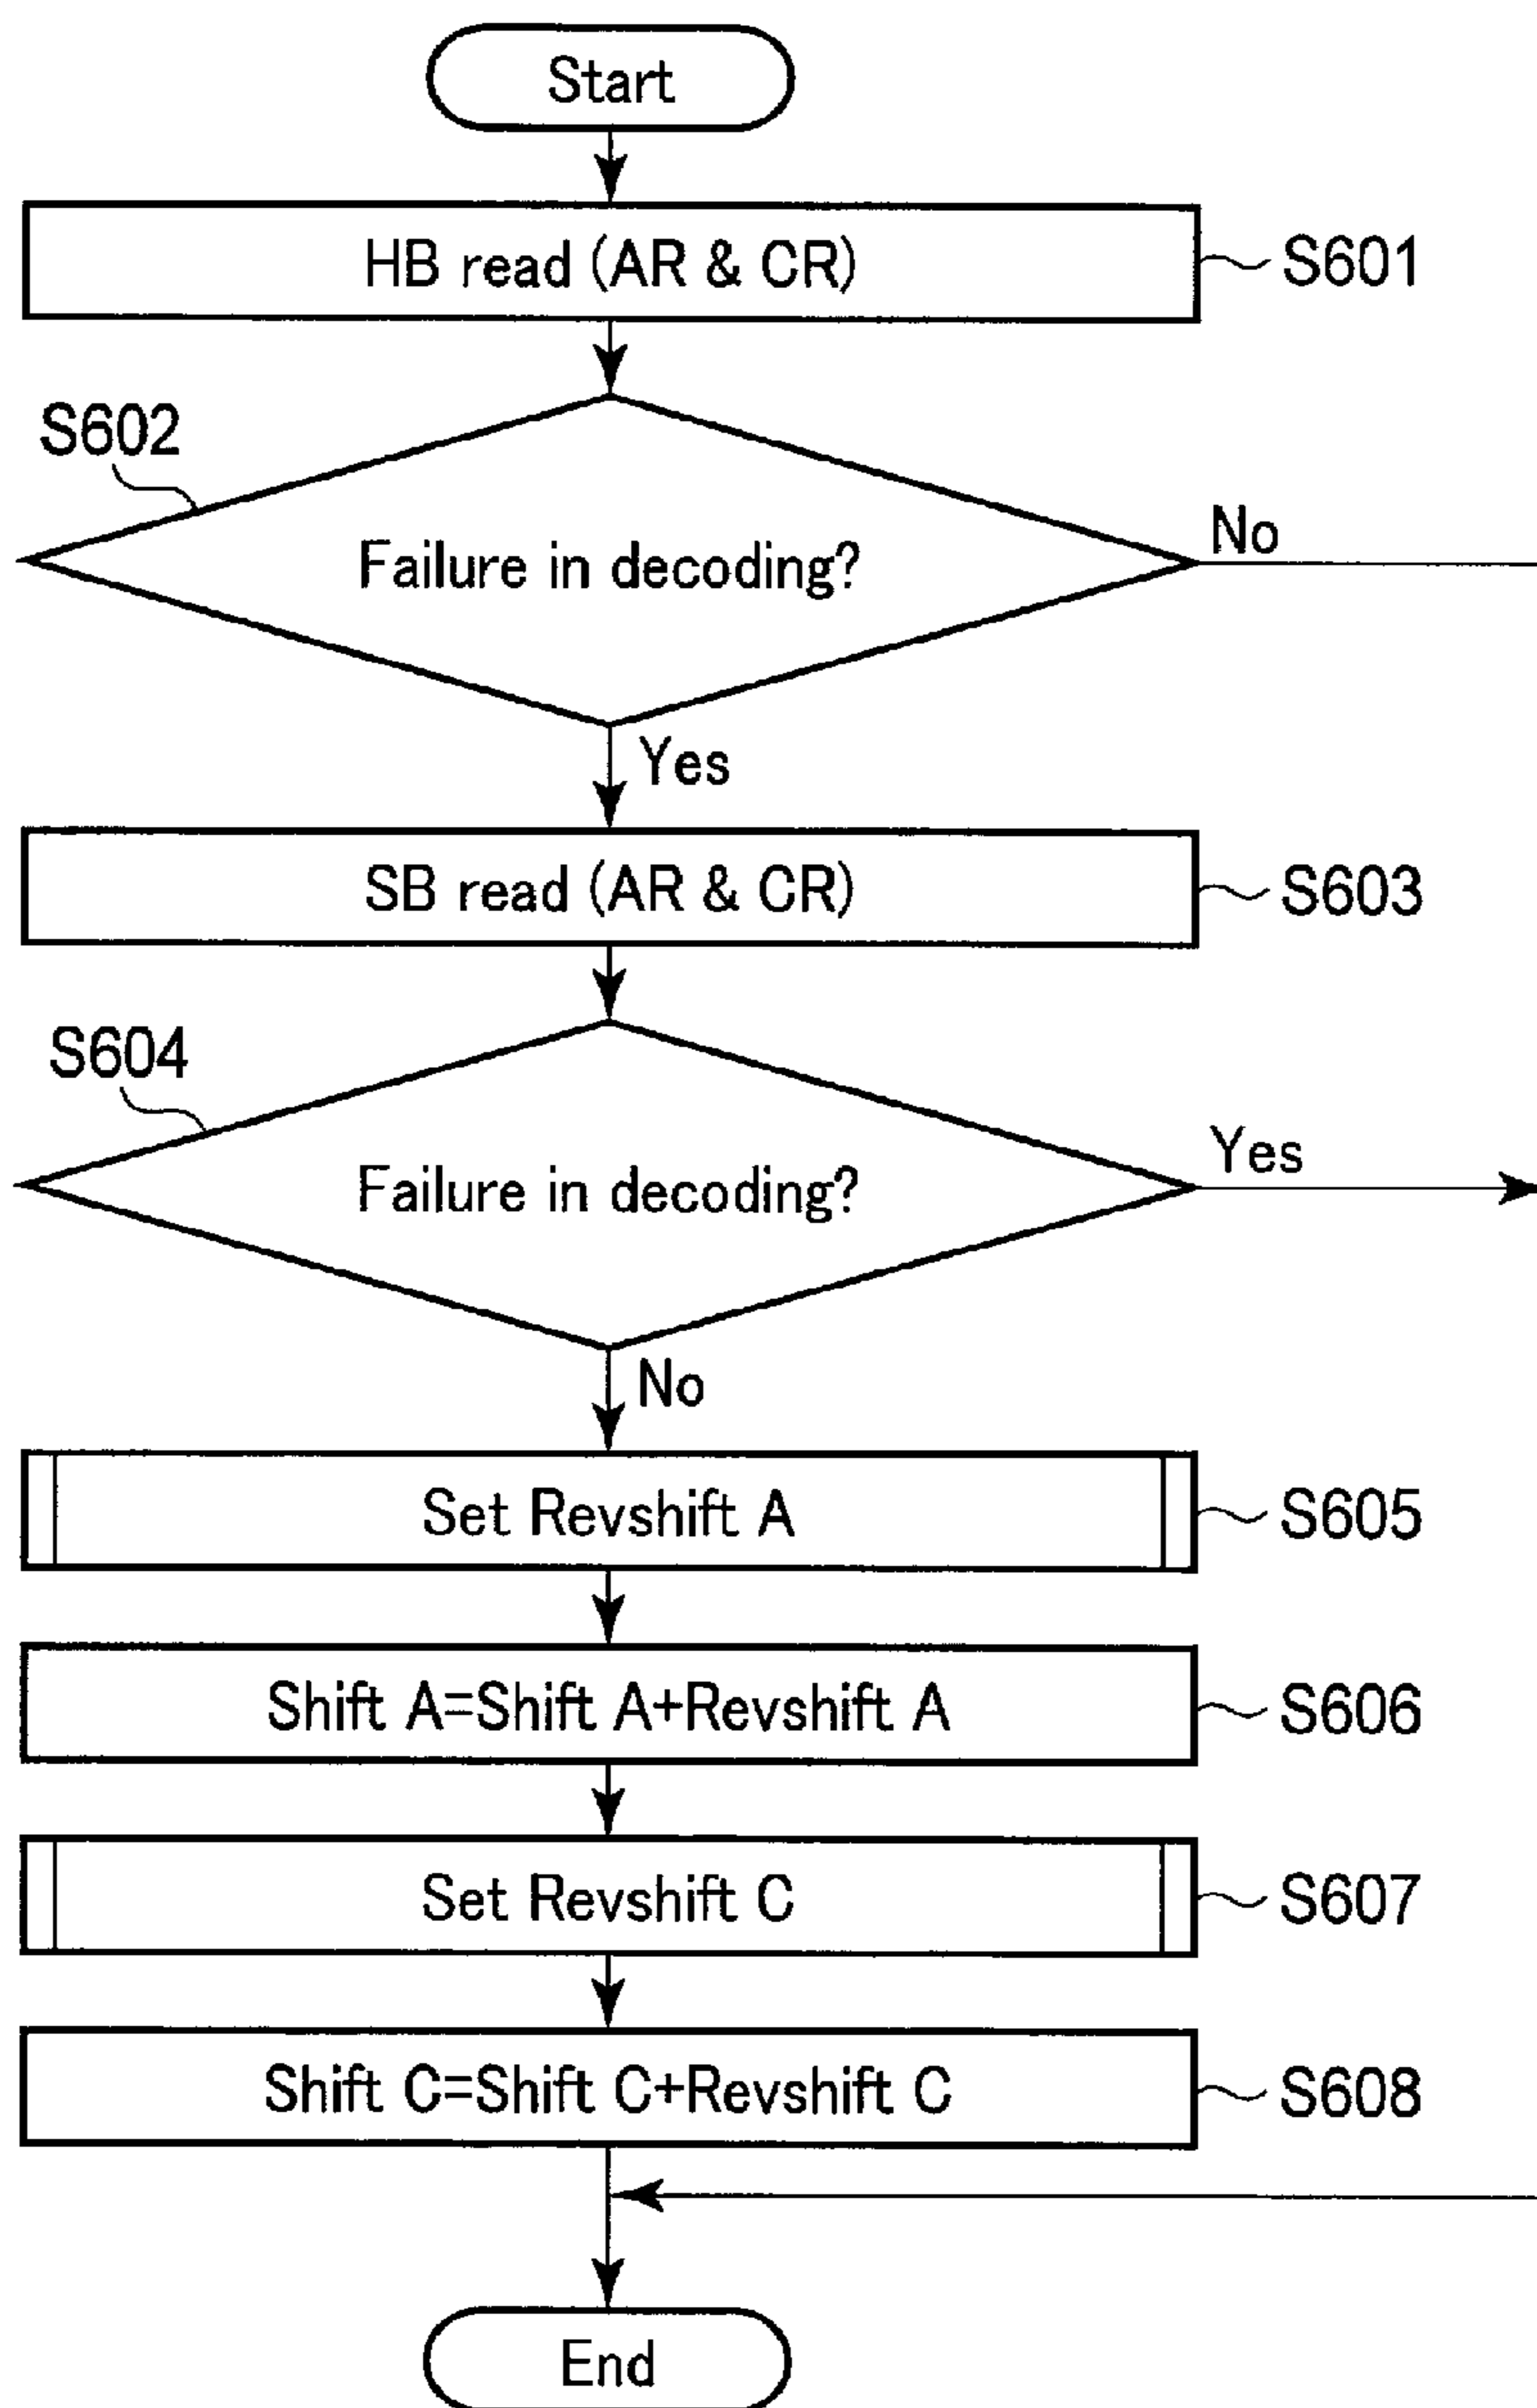 Start
HB read (AR & CR)
S601
S602
Failure in decoding?
No
Yes
SB read (AR & CR)
S603
S604
Failure in decoding?
Yes
No
Set Revshift A
S605
Shift A=Shift A+Revshift A
S606
Set Revshift C
S607
Shift C=Shift C+Revshift C
S608
End